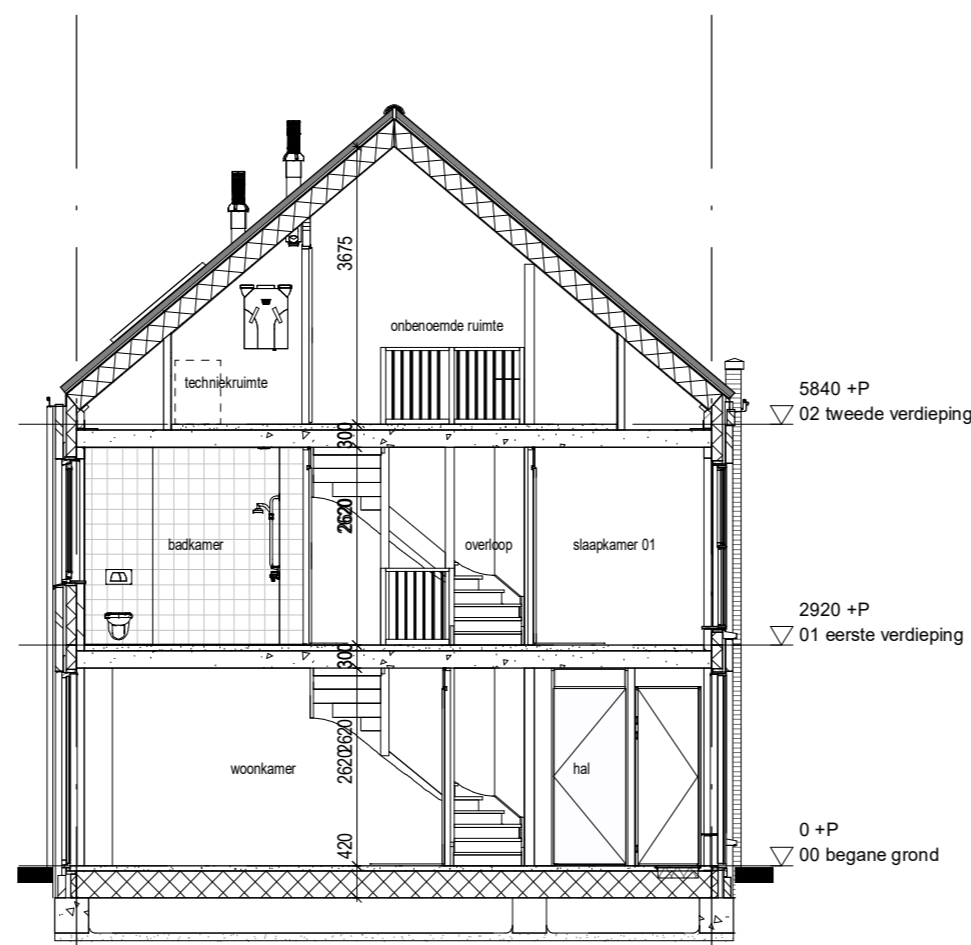 3675
onbenoemde ruimte
techniekruimte
5840 +P
02 tweede verdieping
300
2620
badkamer
overloop
slaapkamer 01
2920 +P
01 eerste verdieping
300
2620
2620
woonkamer
hal
420
0 +P
00 begane grond